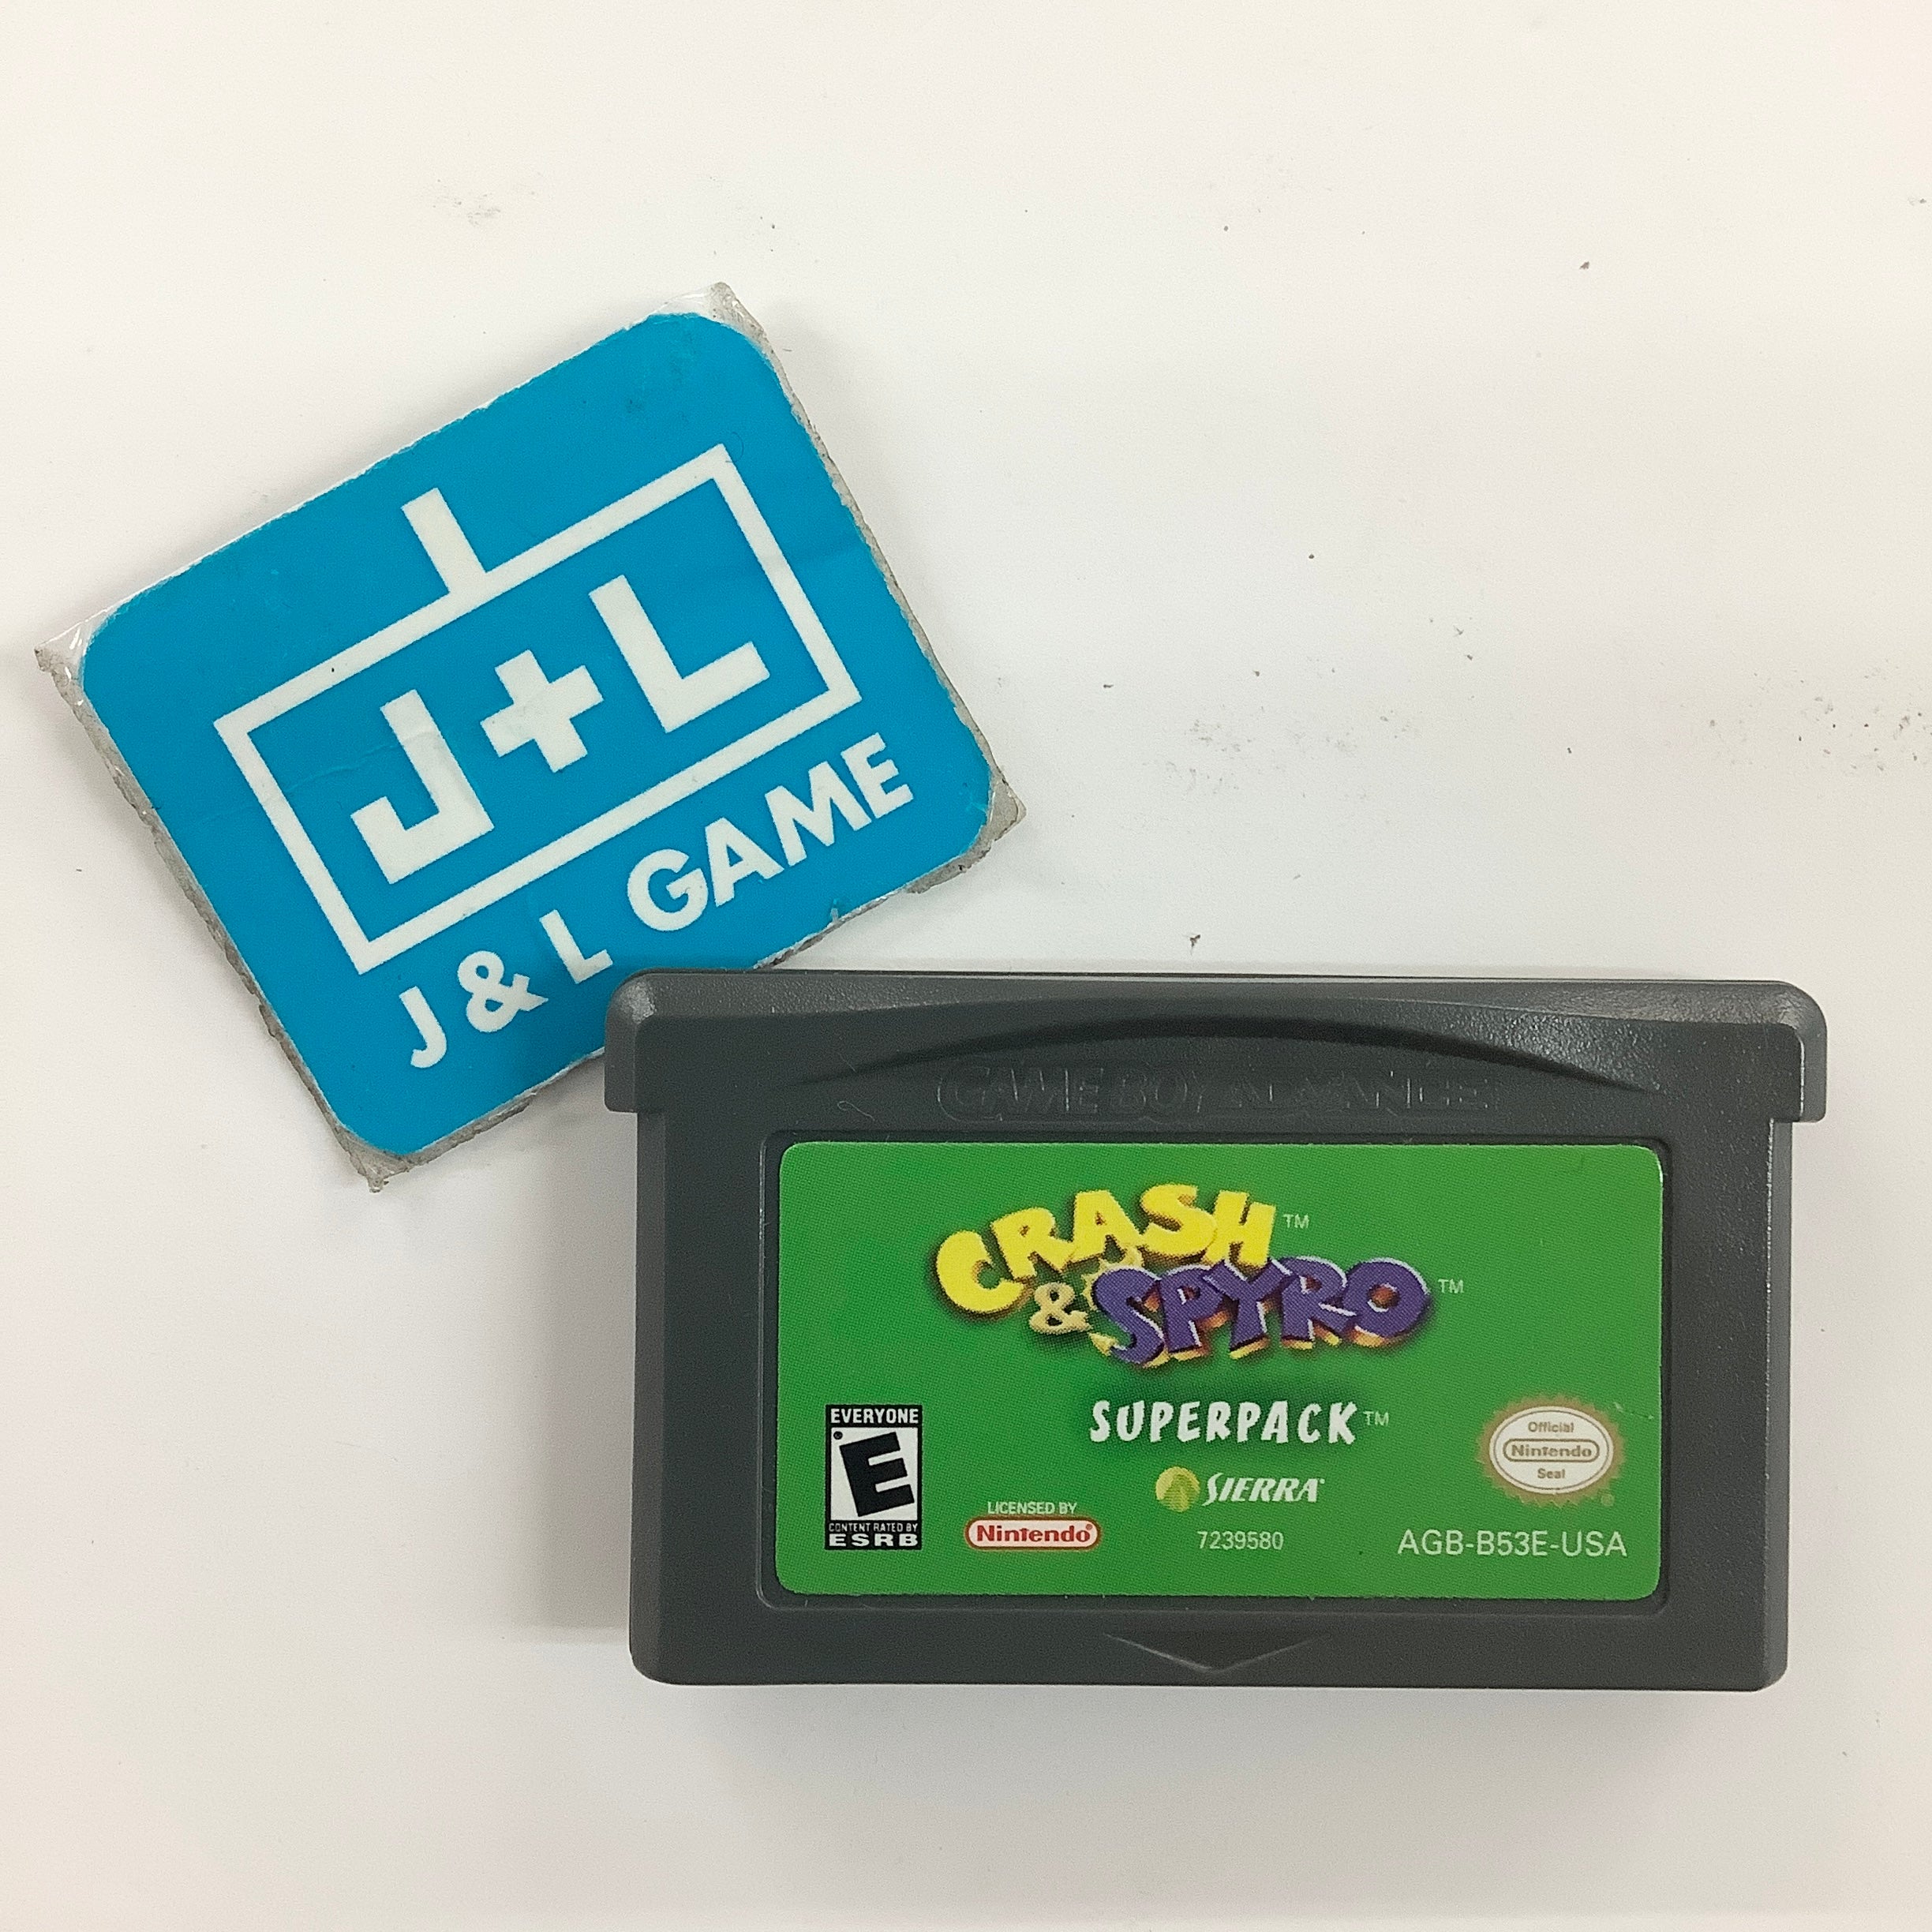 J+L
J & L GAME
GAME BOY ADVANCE
CRASH™
& SPYRO™
SUPERPACK™
EVERYONE
E
CONTENT RATED BY
ESRB
LICENSED BY
Nintendo®
SIERRA®
7239580
Official
Nintendo
Seal
AGB-B53E-USA